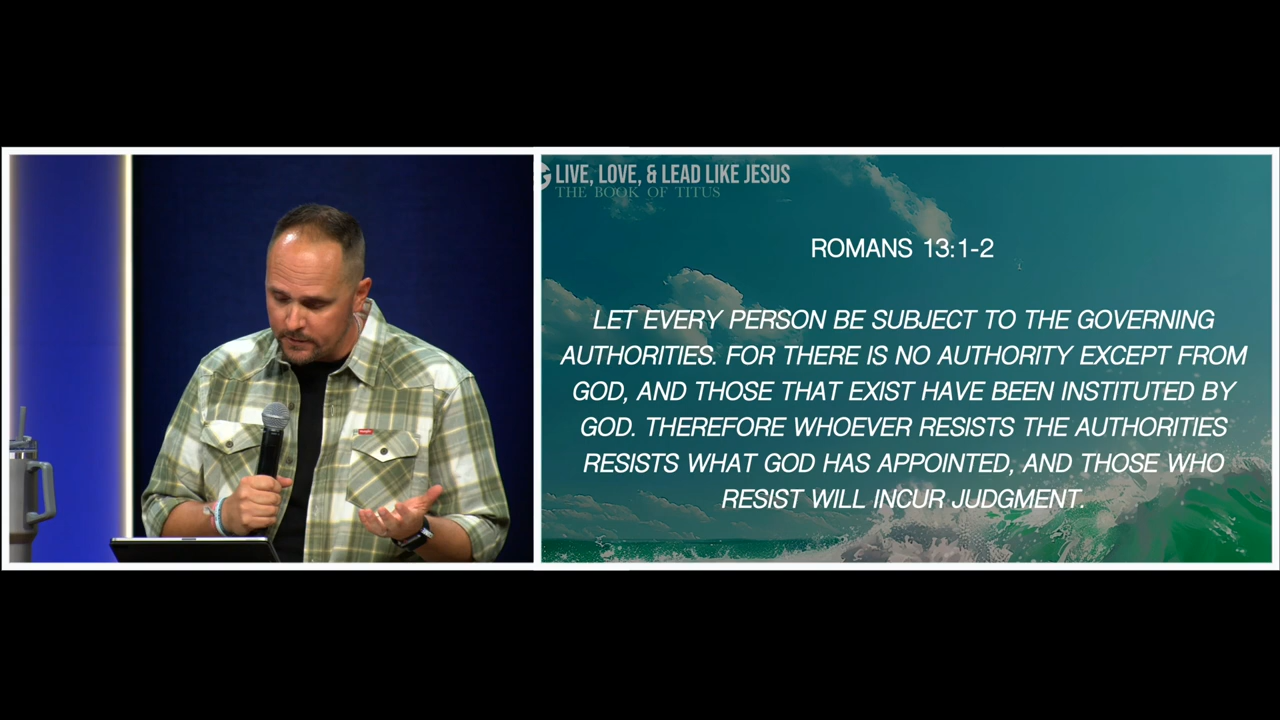 LIVE, LOVE, & LEAD LIKE JESUS
THE BOOK OF TITUS
ROMANS 13:1-2
LET EVERY PERSON BE SUBJECT TO THE GOVERNING
AUTHORITIES. FOR THERE IS NO AUTHORITY EXCEPT FROM
GOD, AND THOSE THAT EXIST HAVE BEEN INSTITUTED BY
GOD. THEREFORE WHOEVER RESISTS THE AUTHORITIES
RESISTS WHAT GOD HAS APPOINTED, AND THOSE WHO
RESIST WILL INCUR JUDGMENT.